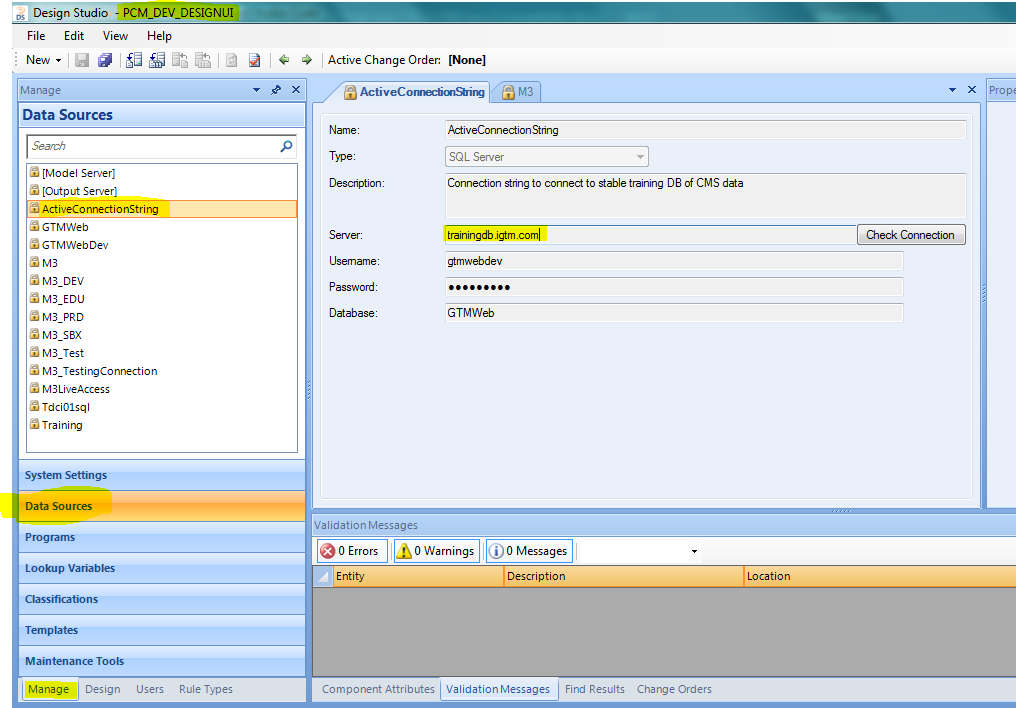 Design Studio - PCM_DEV_DESIGNUI
File Edit View Help
New Active Change Order: [None]
Manage
Data Sources
Search
[Model Server]
[Output Server]
ActiveConnectionString
GTMWeb
GTMWebDev
M3
M3_DEV
M3_EDU
M3_PRD
M3_SBX
M3_Test
M3_TestingConnection
M3LiveAccess
Tdci01sql
Training
System Settings
Data Sources
Programs
Lookup Variables
Classifications
Templates
Maintenance Tools
Manage Design Users Rule Types
ActiveConnectionString M3
Name: ActiveConnectionString
Type: SQL Server
Description: Connection string to connect to stable training DB of CMS data
Server: trainingdb.igtm.com Check Connection
Username: gtmwebdev
Password: ●●●●●●●●●
Database: GTMWeb
Prope
Validation Messages
0 Errors 0 Warnings 0 Messages
Entity Description Location
Component Attributes Validation Messages Find Results Change Orders